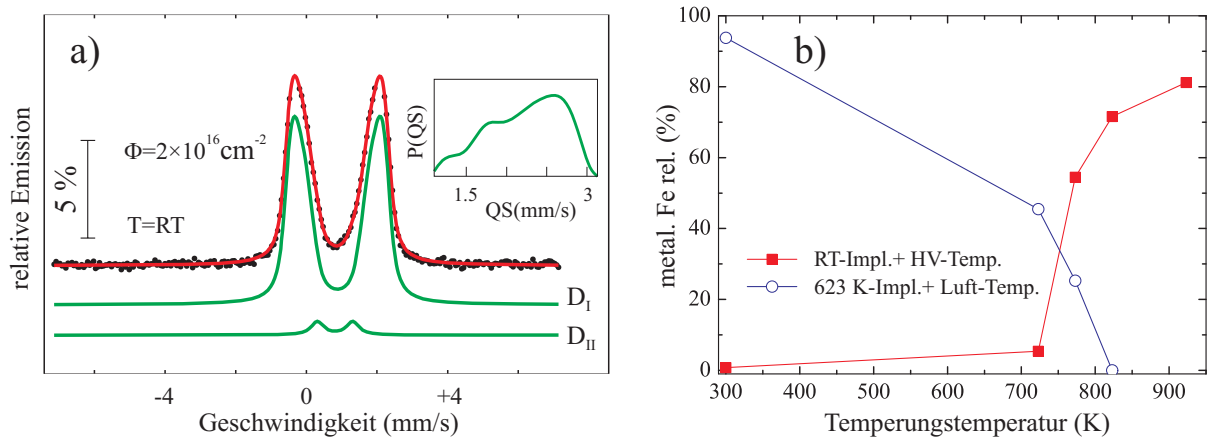 a)
relative Emission
5 %
Φ=2×10¹⁶cm⁻²
T=RT
P(QS)
1.5
3
QS(mm/s)
D_I
D_II
-4
0
+4
Geschwindigkeit (mm/s)
b)
metal. Fe rel. (%)
100
80
60
40
20
0
RT-Impl.+ HV-Temp.
623 K-Impl.+ Luft-Temp.
300
400
500
600
700
800
900
Temperungstemperatur (K)